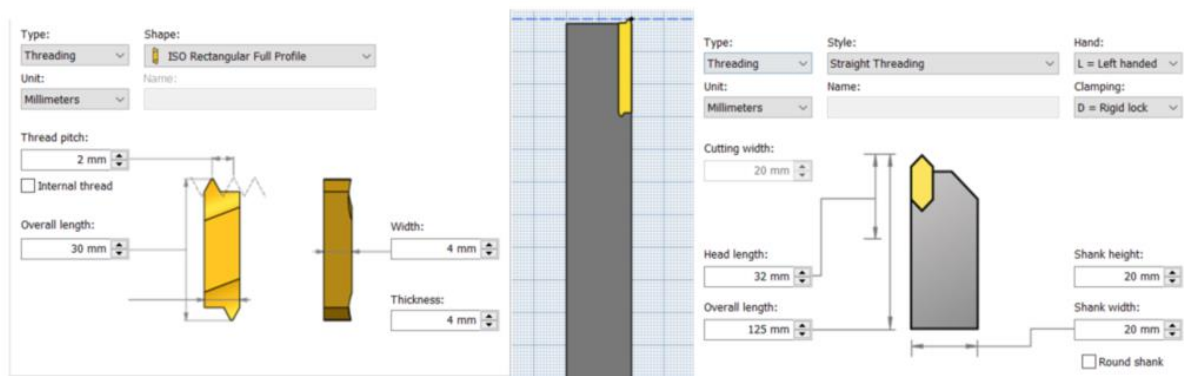 Type:
Shape:
Threading
ISO Rectangular Full Profile
Unit:
Name:
Millimeters
Thread pitch:
2 mm
Internal thread
Overall length:
30 mm
Width:
4 mm
Thickness:
4 mm
Type:
Style:
Hand:
Threading
Straight Threading
L = Left handed
Unit:
Name:
Clamping:
Millimeters
D = Rigid lock
Cutting width:
20 mm
Head length:
32 mm
Shank height:
20 mm
Overall length:
125 mm
Shank width:
20 mm
Round shank